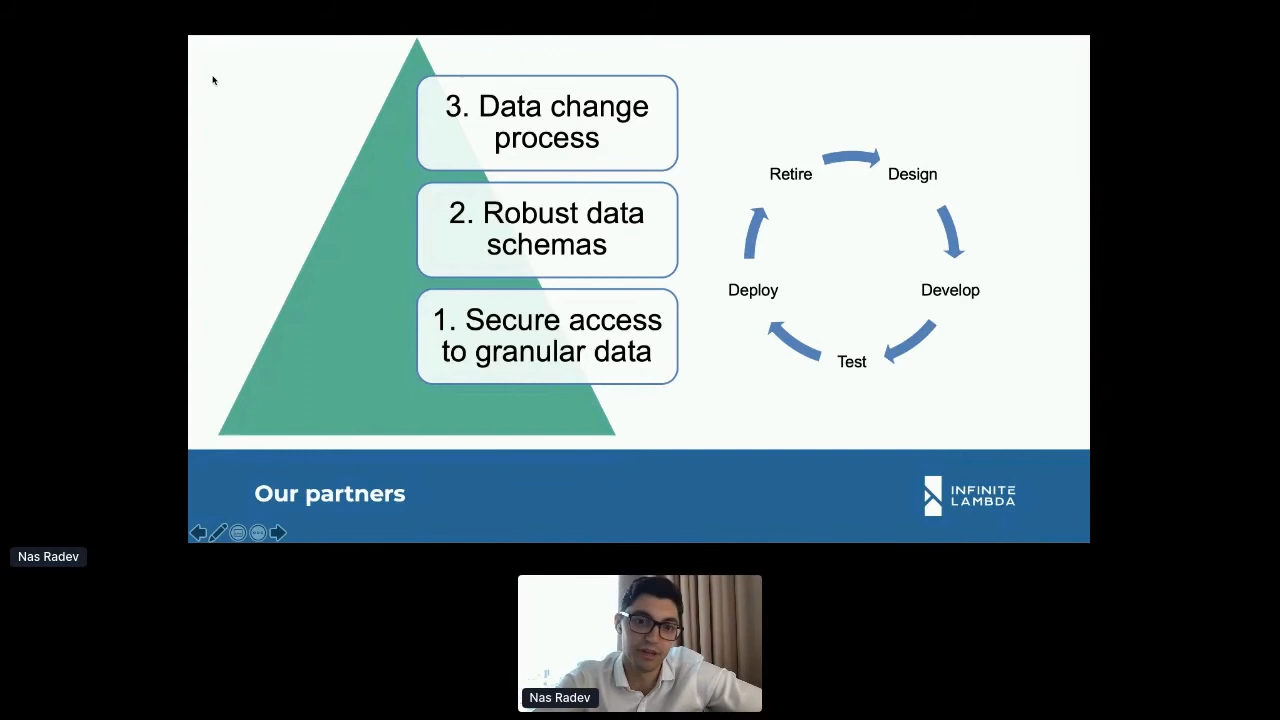 3. Data change
process
2. Robust data
schemas
1. Secure access
to granular data
Retire
Design
Deploy
Develop
Test
Our partners
INFINITE
LAMBDA
Nas Radev
Nas Radev